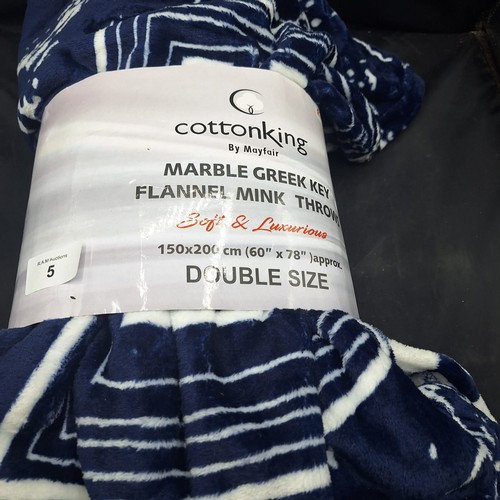 cottonking
By Mayfair
MARBLE GREEK KEY
FLANNEL MINK THROW
Soft & Luxurious
150x200 cm (60" x 78" )approx.
DOUBLE SIZE
5